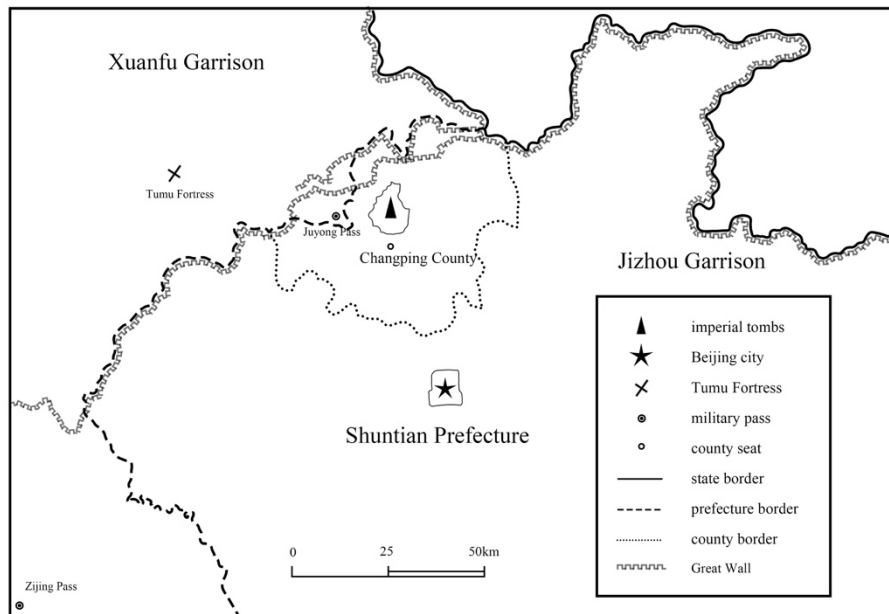 Xuanfu Garrison
Tumu Fortress
Juyong Pass
Changping County
Jizhou Garrison
Shuntian Prefecture
Zijing Pass
0 25 50km
imperial tombs
Beijing city
Tumu Fortress
military pass
county seat
state border
prefecture border
county border
Great Wall